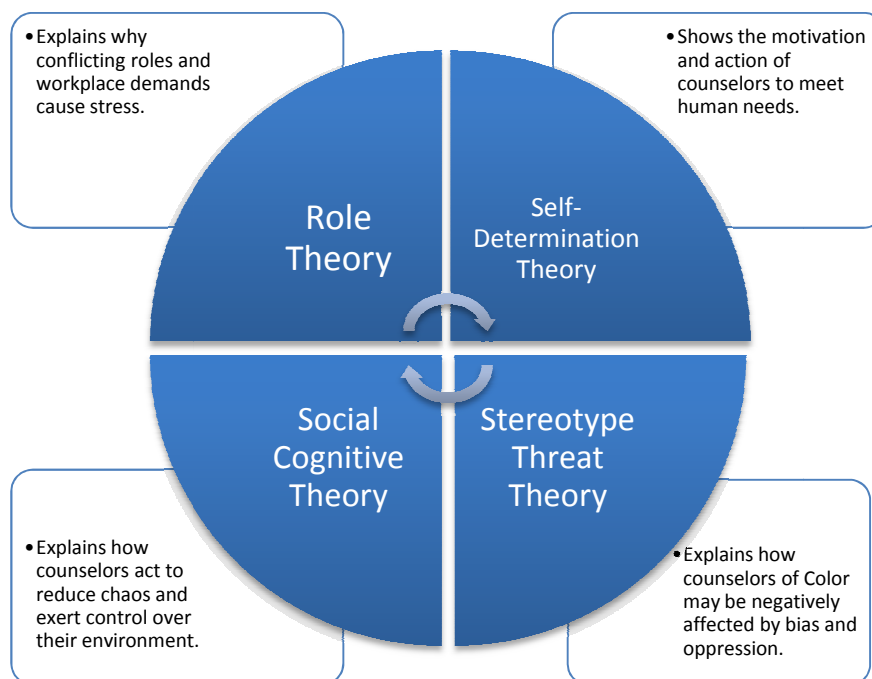 •Explains why
conflicting roles and
workplace demands
cause stress.
•Shows the motivation
and action of
counselors to meet
human needs.
Role
Theory
Self-
Determination
Theory
Social
Cognitive
Theory
Stereotype
Threat
Theory
•Explains how
counselors act to
reduce chaos and
exert control over
their environment.
•Explains how
counselors of Color
may be negatively
affected by bias and
oppression.